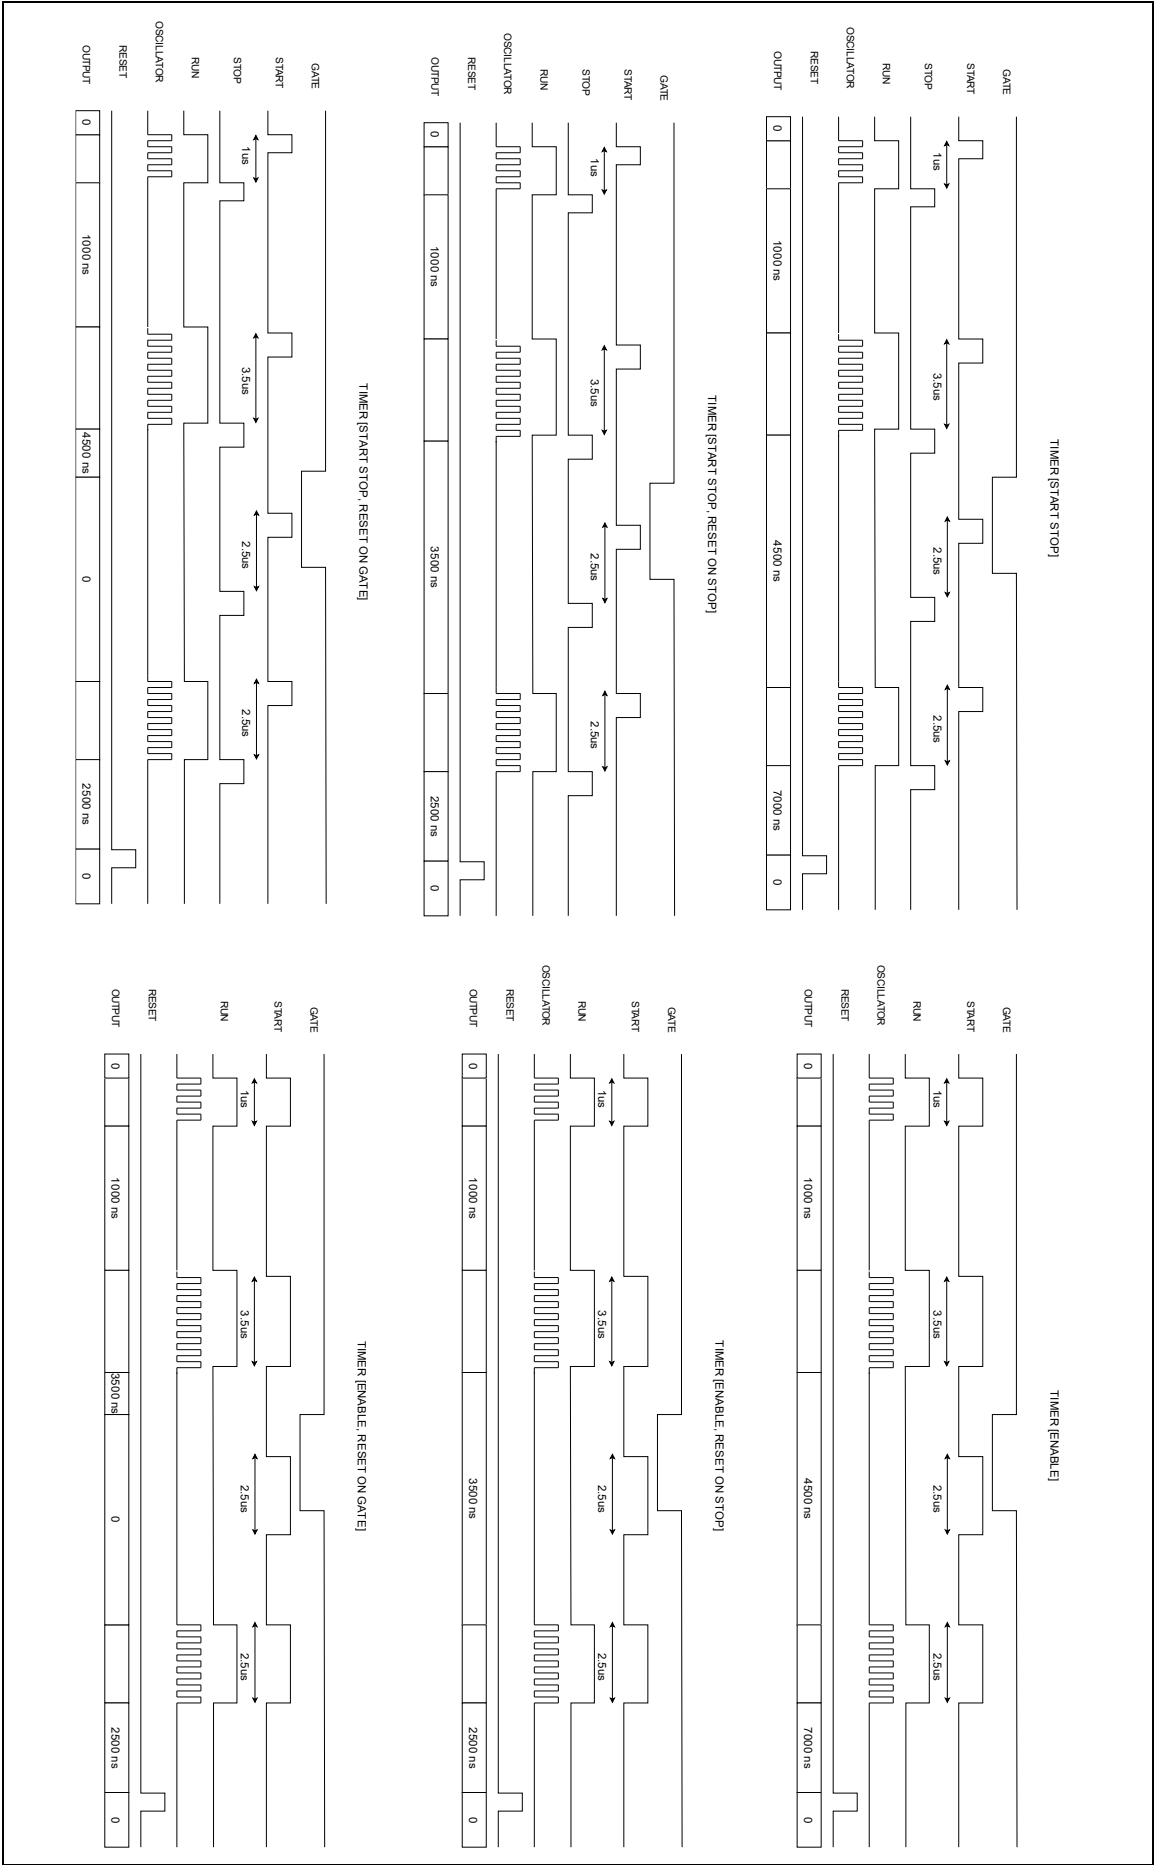 TIMER [START STOP]
GATE
START
1us 3.5us 2.5us 2.5us
STOP
RUN
OSCILLATOR
RESET
OUTPUT 0 1000 ns 4500 ns 7000 ns 0
TIMER [ENABLE]
GATE
START
1us 3.5us 2.5us 2.5us
RUN
OSCILLATOR
RESET
OUTPUT 0 1000 ns 4500 ns 7000 ns 0
TIMER [START STOP, RESET ON STOP]
GATE
START
1us 3.5us 2.5us 2.5us
STOP
RUN
OSCILLATOR
RESET
OUTPUT 0 1000 ns 3500 ns 2500 ns 0
TIMER [ENABLE, RESET ON STOP]
GATE
START
1us 3.5us 2.5us 2.5us
RUN
OSCILLATOR
RESET
OUTPUT 0 1000 ns 3500 ns 2500 ns 0
TIMER [START STOP, RESET ON GATE]
GATE
START
1us 3.5us 2.5us 2.5us
STOP
RUN
OSCILLATOR
RESET
OUTPUT 0 1000 ns 4500 ns 0 2500 ns 0
TIMER [ENABLE, RESET ON GATE]
GATE
START
1us 3.5us 2.5us 2.5us
RUN
RESET
OUTPUT 0 1000 ns 3500 ns 0 2500 ns 0